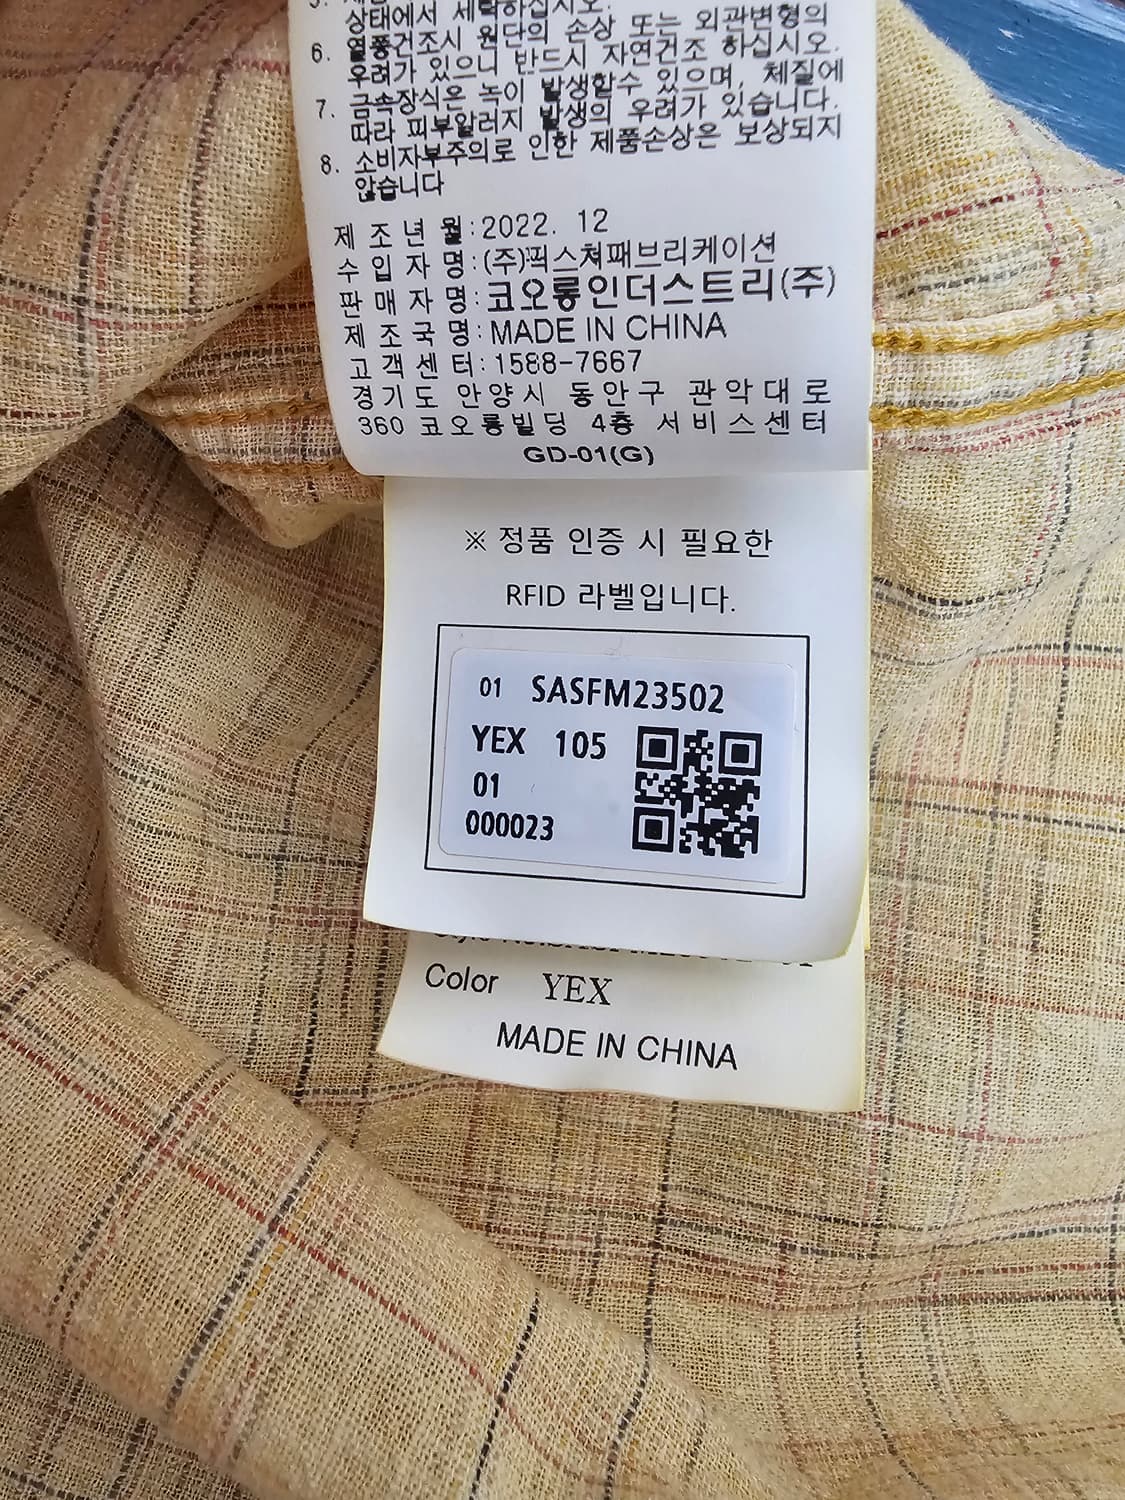 상태에서 세탁하십시오.
6. 열풍건조시 원단의 손상 또는 외관변형의
우려가 있으니 반드시 자연건조 하십시오.
7. 금속장식은 녹이 발생할수 있으며, 체질에
따라 피부알러지 발생의 우려가 있습니다.
8. 소비자부주의로 인한 제품손상은 보상되지
않습니다
제 조 년 월:2022. 12
수 입 자 명:(주)픽스쳐패브리케이션
판 매 자 명:코오롱인더스트리(주)
제 조 국 명:MADE IN CHINA
고 객 센 터:1588-7667
경기도 안양시 동안구 관악대로
360 코오롱빌딩 4층 서비스센터
GD-01(G)
※ 정품 인증 시 필요한
RFID 라벨입니다.
01 SASFM23502
YEX 105
01
000023
Color YEX
MADE IN CHINA